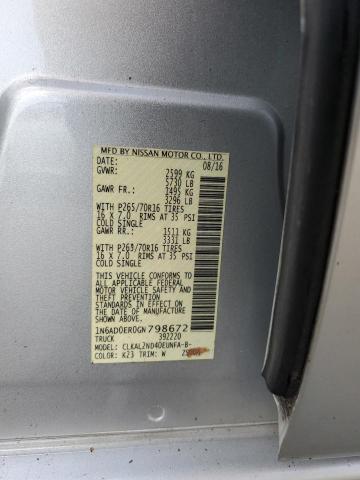 MFD BY NISSAN MOTOR CO., LTD.
DATE: 08/16
GVWR: 2599 KG
5730 LB
GAWR FR: 1495 KG
3296 LB
WITH P265/70R16 TIRES
16 X 7.0 RIMS AT 35 PSI
COLD SINGLE
GAWR RR: 1511 KG
3331 LB
WITH P265/70R16 TIRES
16 X 7.0 RIMS AT 35 PSI
COLD SINGLE
THIS VEHICLE CONFORMS TO ALL
APPLICABLE FEDERAL MOTOR
VEHICLE SAFETY AND THEFT
PREVENTION STANDARDS
IN EFFECT ON THE DATE OF
MANUFACTURE SHOWN ABOVE.
1N6AD0ER0GN798672
TRUCK 392220
MODEL: CLKAL2ND40EUNFA-B-
COLOR: K23 TRIM: W